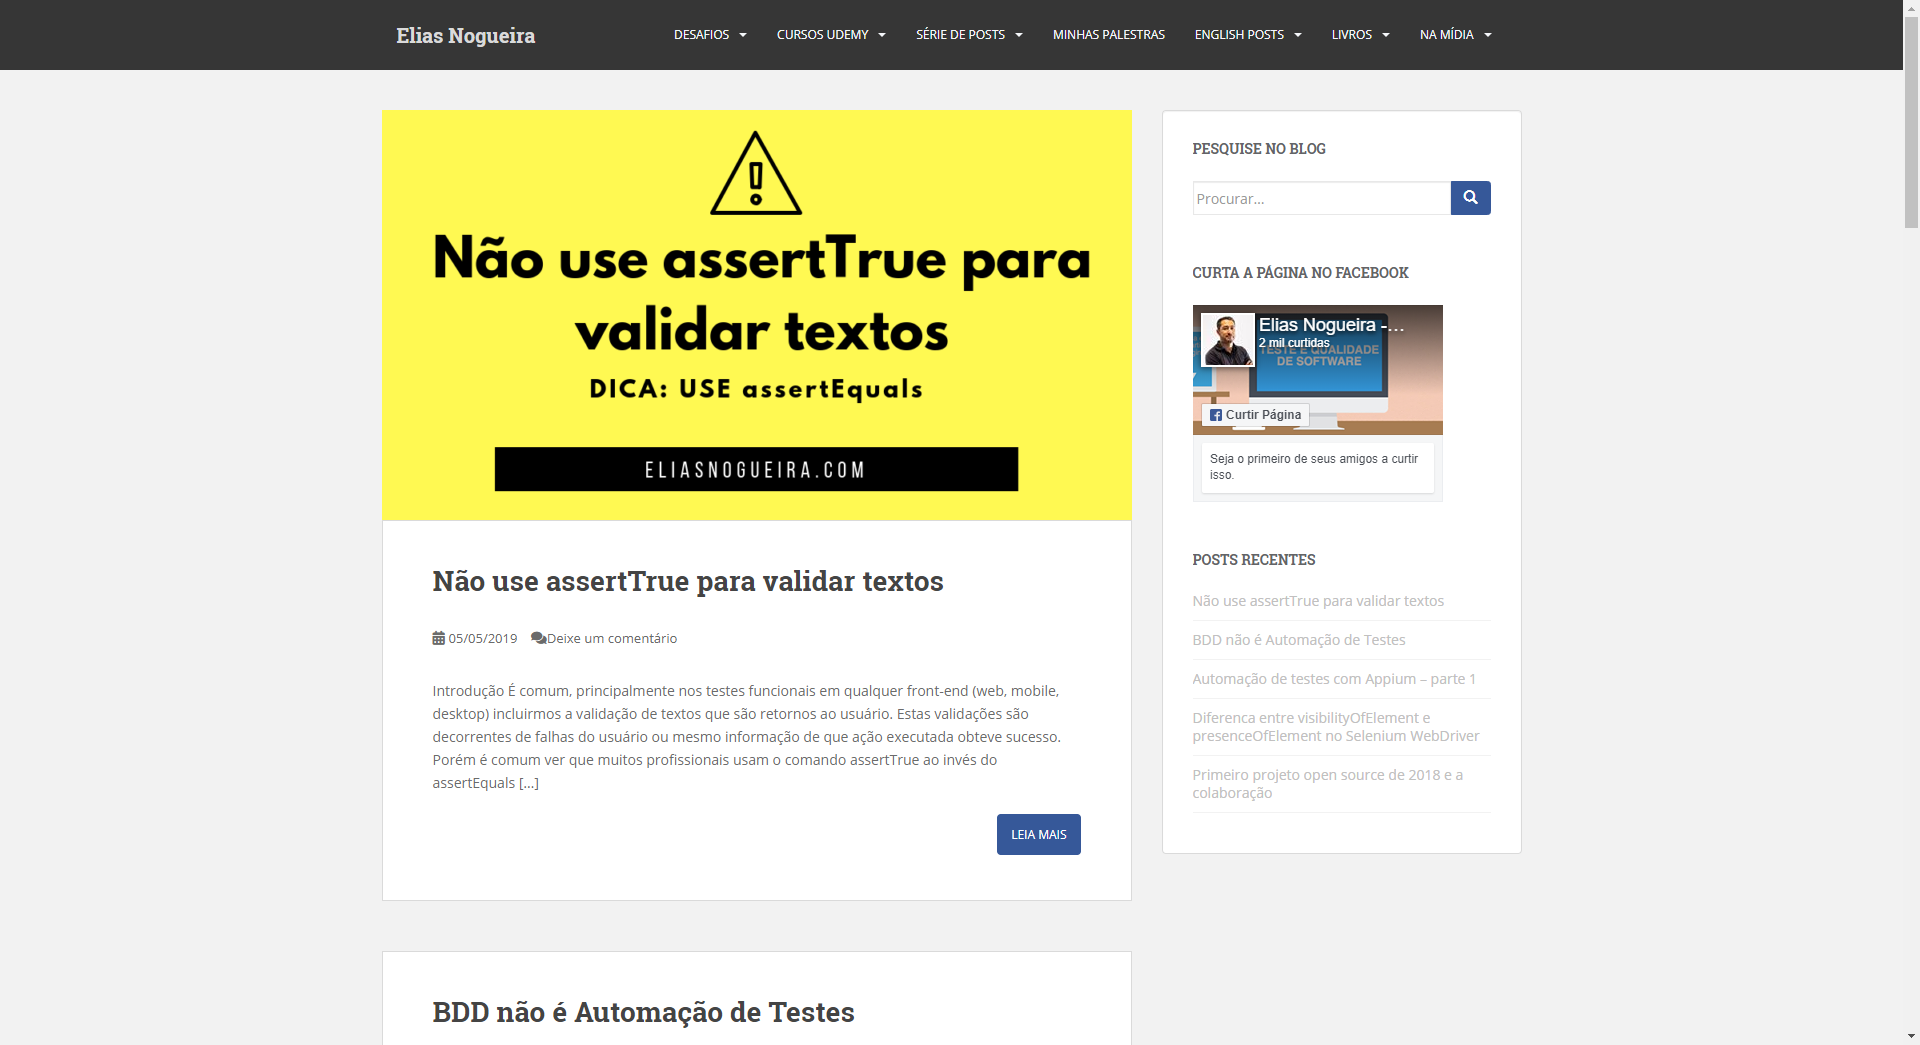 Elias Nogueira
DESAFIOS
CURSOS UDEMY
SÉRIE DE POSTS
MINHAS PALESTRAS
ENGLISH POSTS
LIVROS
NA MÍDIA
Não use assertTrue para
validar textos
DICA: USE assertEquals
ELIASNOGUEIRA.COM
Não use assertTrue para validar textos
05/05/2019 Deixe um comentário
Introdução É comum, principalmente nos testes funcionais em qualquer front-end (web, mobile,
desktop) incluirmos a validação de textos que são retornos ao usuário. Estas validações são
decorrentes de falhas do usuário ou mesmo informação de que ação executada obteve sucesso.
Porém é comum ver que muitos profissionais usam o comando assertTrue ao invés do
assertEquals [...]
LEIA MAIS
BDD não é Automação de Testes
PESQUISE NO BLOG
Procurar...
CURTA A PÁGINA NO FACEBOOK
Elias Nogueira -...
2 mil curtidas
TESTE E QUALIDADE
DE SOFTWARE
Curtir Página
Seja o primeiro de seus amigos a curtir
isso.
POSTS RECENTES
Não use assertTrue para validar textos
BDD não é Automação de Testes
Automação de testes com Appium – parte 1
Diferenca entre visibilityOfElement e
presenceOfElement no Selenium WebDriver
Primeiro projeto open source de 2018 e a
colaboração